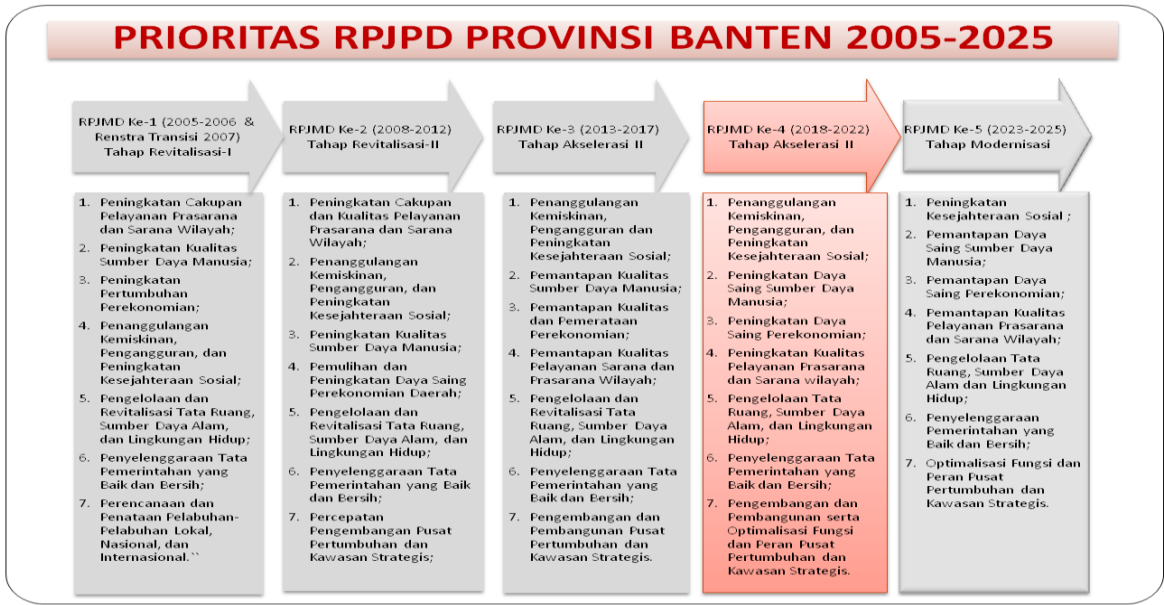 PRIORITAS RPJPD PROVINSI BANTEN 2005-2025
RPJMD Ke-1 (2005-2006 &
Renstra Transisi 2007)
Tahap Revitalisasi-I
1. Peningkatan Cakupan
Pelayanan Prasarana
dan Sarana Wilayah;
2. Peningkatan Kualitas
Sumber Daya Manusia;
3. Peningkatan
Pertumbuhan
Perekonomian;
4. Penanggulangan
Kemiskinan,
Pengangguran, dan
Peningkatan
Kesejahteraan Sosial;
5. Pengelolaan dan
Revitalisasi Tata Ruang,
Sumber Daya Alam,
dan Lingkungan Hidup;
6. Penyelenggaraan Tata
Pemerintahan yang
Baik dan Bersih;
7. Perencanaan dan
Penataan Pelabuhan-
Pelabuhan Lokal,
Nasional, dan
Internasional.``
RPJMD Ke-2 (2008-2012)
Tahap Revitalisasi-II
1. Peningkatan Cakupan
dan Kualitas Pelayanan
Prasarana dan Sarana
Wilayah;
2. Penanggulangan
Kemiskinan,
Pengangguran, dan
Peningkatan
Kesejahteraan Sosial;
3. Peningkatan Kualitas
Sumber Daya Manusia;
4. Pemulihan dan
Peningkatan Daya Saing
Perekonomian Daerah;
5. Pengelolaan dan
Revitalisasi Tata Ruang,
Sumber Daya Alam, dan
Lingkungan Hidup;
6. Penyelenggaraan Tata
Pemerintahan yang Baik
dan Bersih;
7. Percepatan
Pengembangan Pusat
Pertumbuhan dan
Kawasan Strategis;
RPJMD Ke-3 (2013-2017)
Tahap Akselerasi II
1. Penanggulangan
Kemiskinan,
Pengangguran dan
Peningkatan
Kesejahteraan Sosial;
2. Pemantapan Kualitas
Sumber Daya Manusia;
3. Pemantapan Kualitas
dan Pemerataan
Perekonomian;
4. Pemantapan Kualitas
Pelayanan Sarana dan
Prasarana Wilayah;
5. Pengelolaan dan
Revitalisasi Tata
Ruang, Sumber Daya
Alam, dan Lingkungan
Hidup;
6. Penyelenggaraan Tata
Pemerintahan yang
Baik dan Bersih;
7. Pengembangan dan
Pembangunan Pusat
Pertumbuhan dan
Kawasan Strategis.
RPJMD Ke-4 (2018-2022)
Tahap Akselerasi II
1. Penanggulangan
Kemiskinan,
Pengangguran, dan
Peningkatan
Kesejahteraan Sosial;
2. Peningkatan Daya
Saing Sumber Daya
Manusia;
3. Peningkatan Daya
Saing Perekonomian;
4. Peningkatan Kualitas
Pelayanan Prasarana
dan Sarana wilayah;
5. Pengelolaan Tata
Ruang, Sumber Daya
Alam, dan Lingkungan
Hidup;
6. Penyelenggaraan Tata
Pemerintahan yang
Baik dan Bersih;
7. Pengembangan dan
Pembangunan serta
Optimalisasi Fungsi
dan Peran Pusat
Pertumbuhan dan
Kawasan Strategis.
RPJMD Ke-5 (2023-2025)
Tahap Modernisasi
1. Peningkatan
Kesejahteraan Sosial ;
2. Pemantapan Daya
Saing Sumber Daya
Manusia;
3. Pemantapan Daya
Saing Perekonomian;
4. Pemantapan Kualitas
Pelayanan Prasarana
dan Sarana Wilayah;
5. Pengelolaan Tata
Ruang, Sumber Daya
Alam dan Lingkungan
Hidup;
6. Penyelenggaraan
Pemerintahan yang
Baik dan Bersih;
7. Optimalisasi Fungsi dan
Peran Pusat
Pertumbuhan dan
Kawasan Strategis.